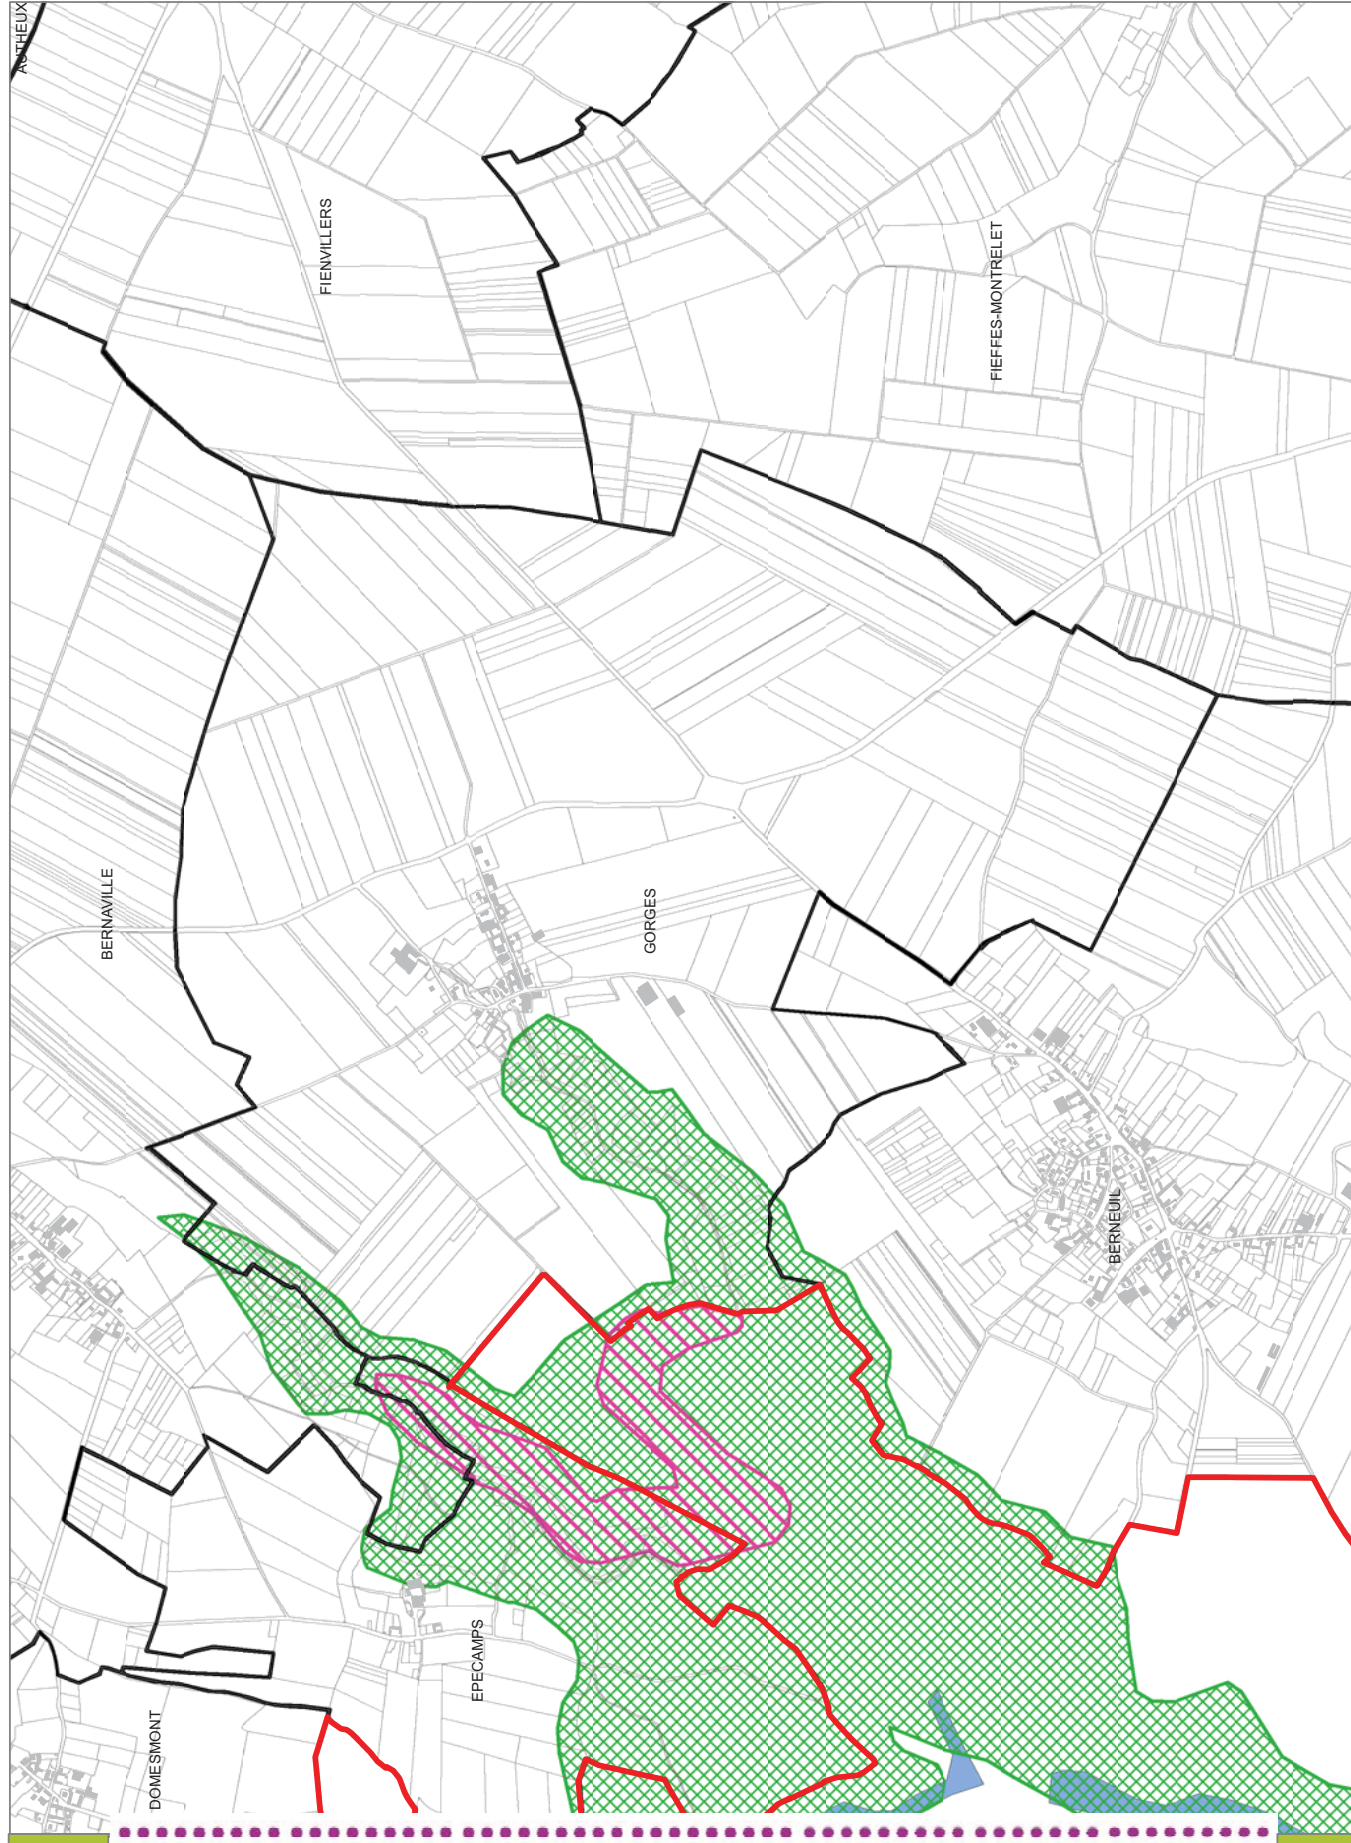 AUTHEUX
FIENVILLERS
FIEFFES-MONTRELET
BERNAVILLE
GORGES
BERNEUIL
EPECAMPS
DOMESMONT